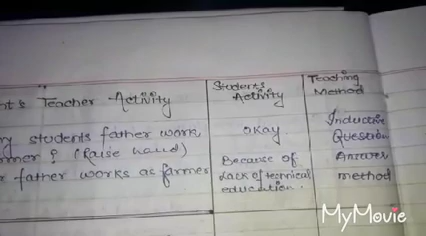 nt's Teacher Activity
Student's
Activity
Teaching
Method
students father work
(Raise hand)
father works as farmer
okay
Because of
Lack of technical
education.
Inductive
Question
Answer
method
MyMovie